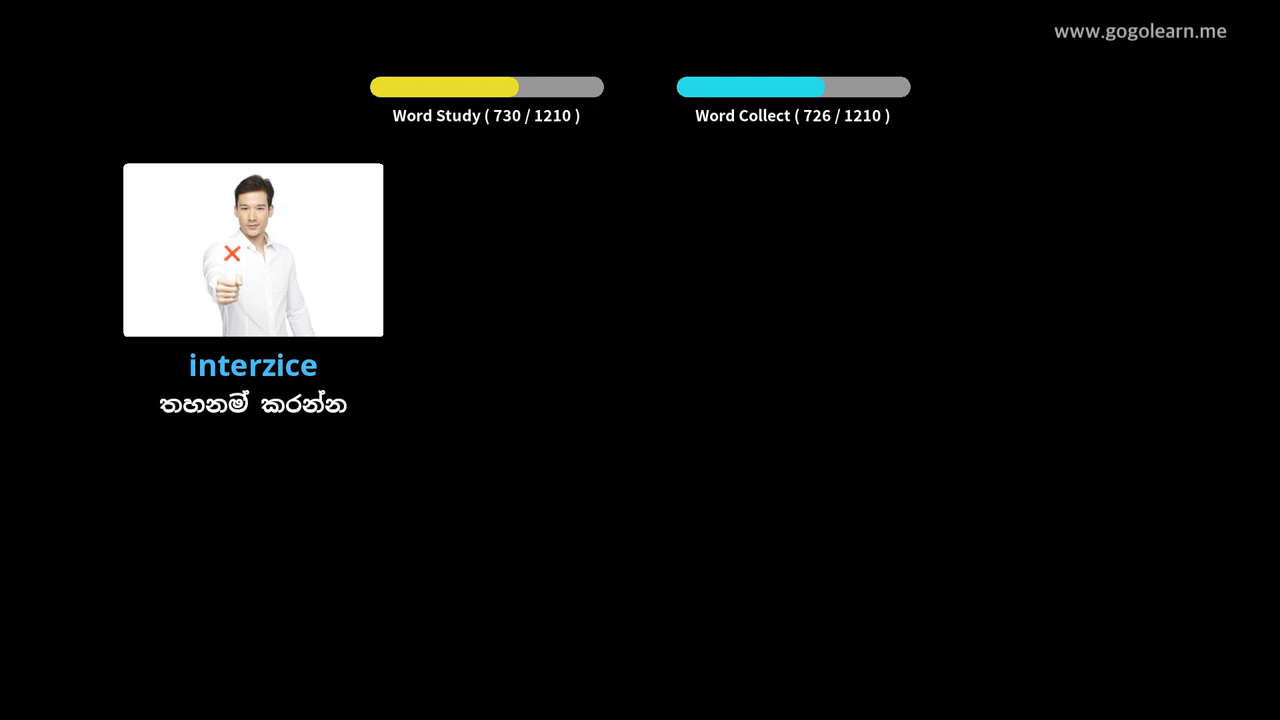 www.gogolearn.me
Word Study ( 730 / 1210 )
Word Collect ( 726 / 1210 )
interzice
තහනම් කරන්න